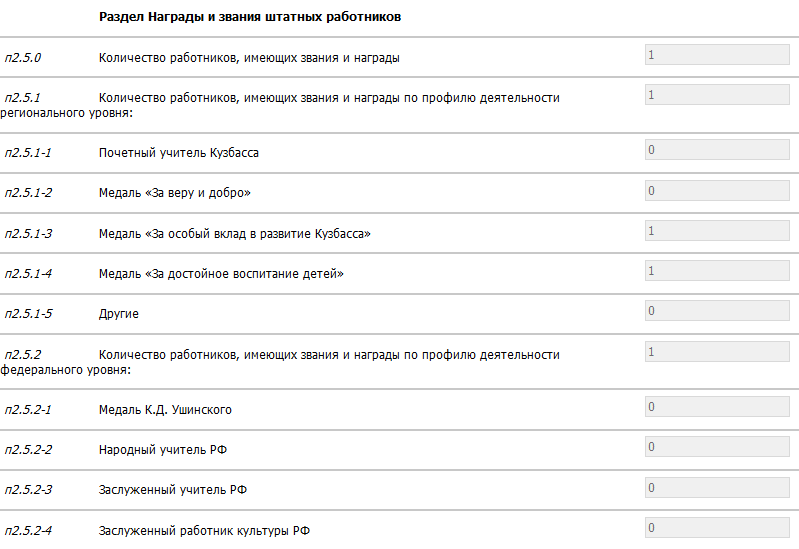 Раздел Награды и звания штатных работников
п2.5.0 Количество работников, имеющих звания и награды 1
п2.5.1 Количество работников, имеющих звания и награды по профилю деятельности 1
регионального уровня:
п2.5.1-1 Почетный учитель Кузбасса 0
п2.5.1-2 Медаль «За веру и добро» 0
п2.5.1-3 Медаль «За особый вклад в развитие Кузбасса» 1
п2.5.1-4 Медаль «За достойное воспитание детей» 1
п2.5.1-5 Другие 0
п2.5.2 Количество работников, имеющих звания и награды по профилю деятельности 1
федерального уровня:
п2.5.2-1 Медаль К.Д. Ушинского 0
п2.5.2-2 Народный учитель РФ 0
п2.5.2-3 Заслуженный учитель РФ 0
п2.5.2-4 Заслуженный работник культуры РФ 0